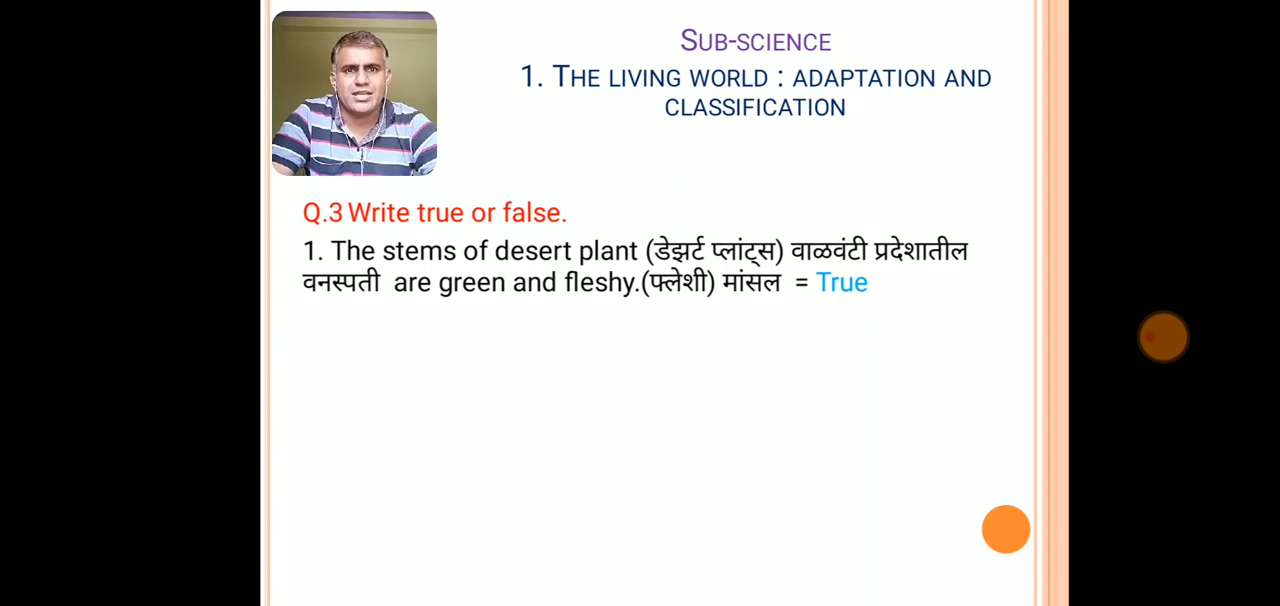 SUB-SCIENCE
1. THE LIVING WORLD : ADAPTATION AND
CLASSIFICATION
Q.3 Write true or false.
1. The stems of desert plant (डेझर्ट प्लांट्स) वाळवंटी प्रदेशातील
वनस्पती are green and fleshy.(फ्लेशी) मांसल = True